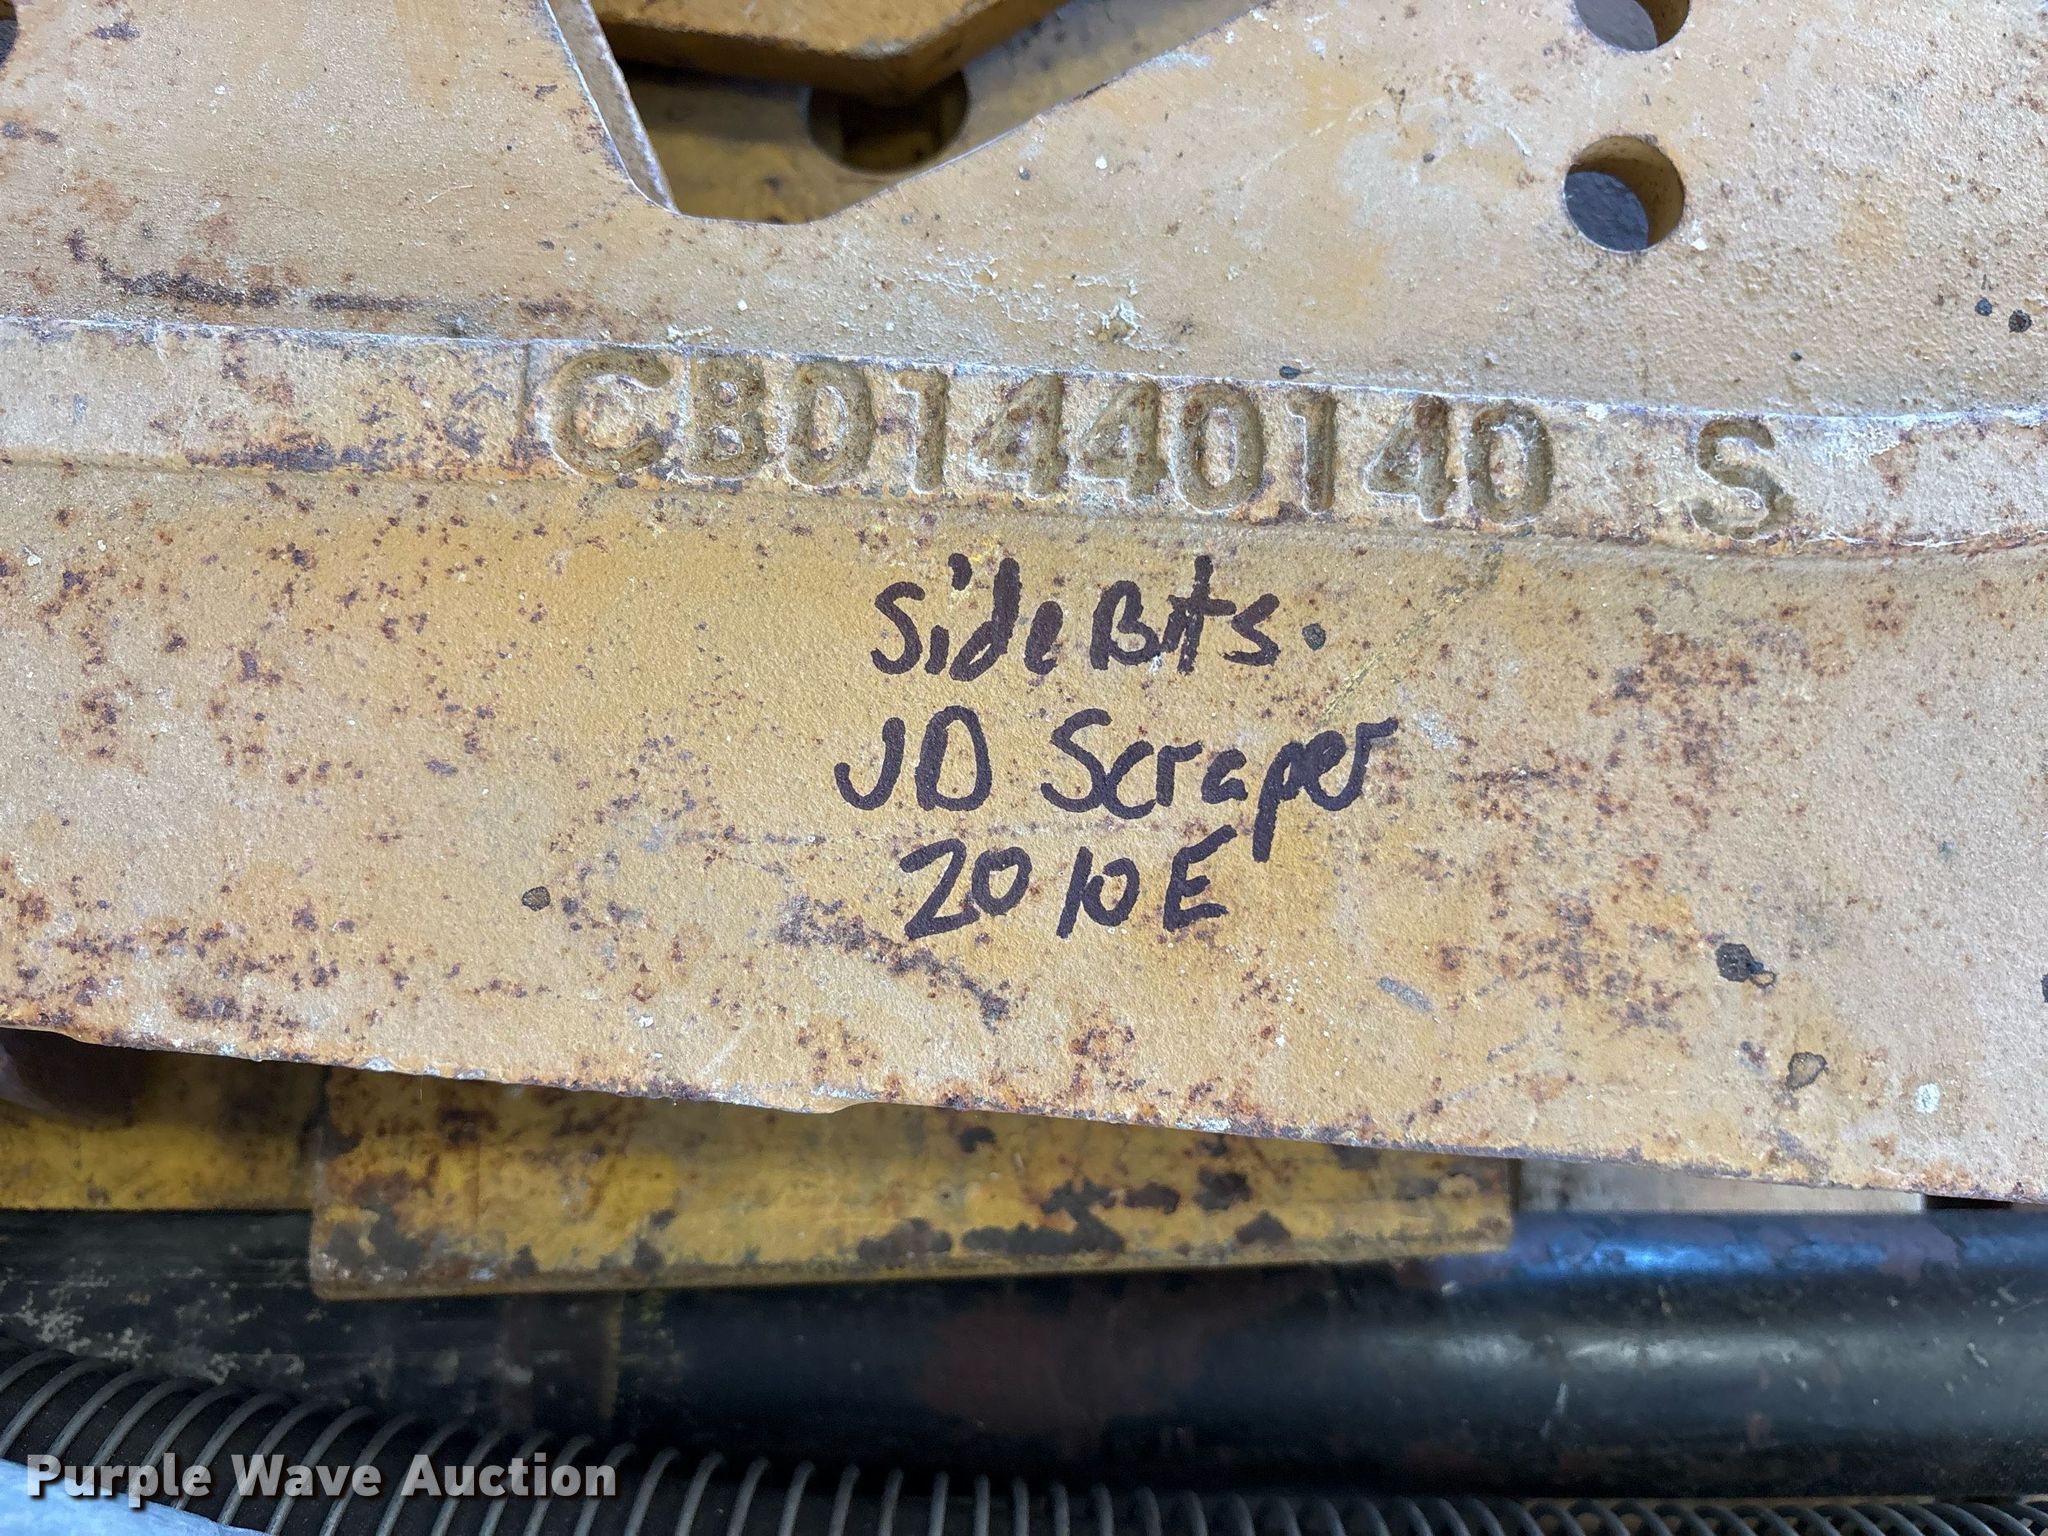 CB01440140 S
Side Bits.
JD Scraper
2010E
Purple Wave Auction